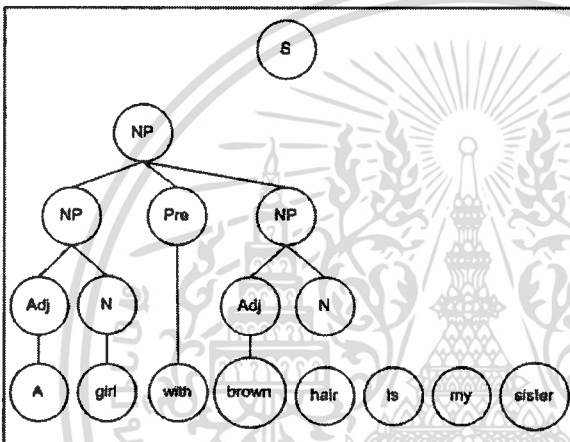 S
NP
NP Pre NP
Adj N Adj N
A girl with brown hair is my sister